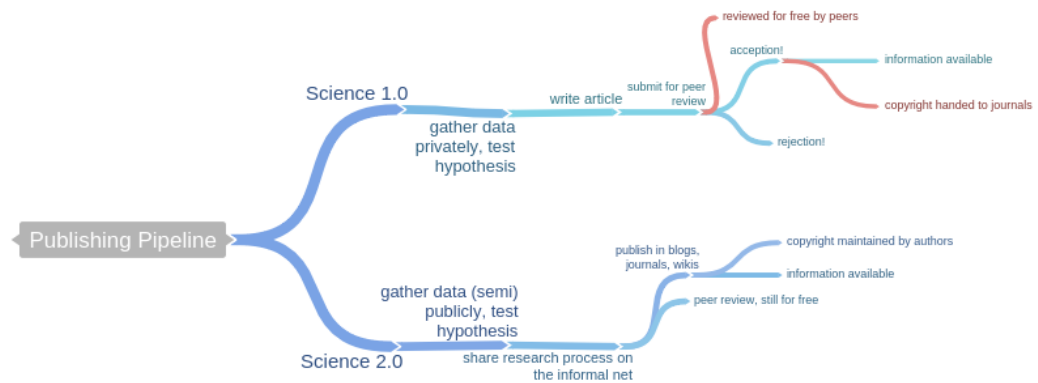 reviewed for free by peers
acception!
information available
Science 1.0
submit for peer
review
write article
copyright handed to journals
gather data
privately, test
hypothesis
rejection!
Publishing Pipeline
publish in blogs,
journals, wikis
copyright maintained by authors
information available
gather data (semi)
publicly, test
hypothesis
peer review, still for free
Science 2.0
share research process on
the informal net